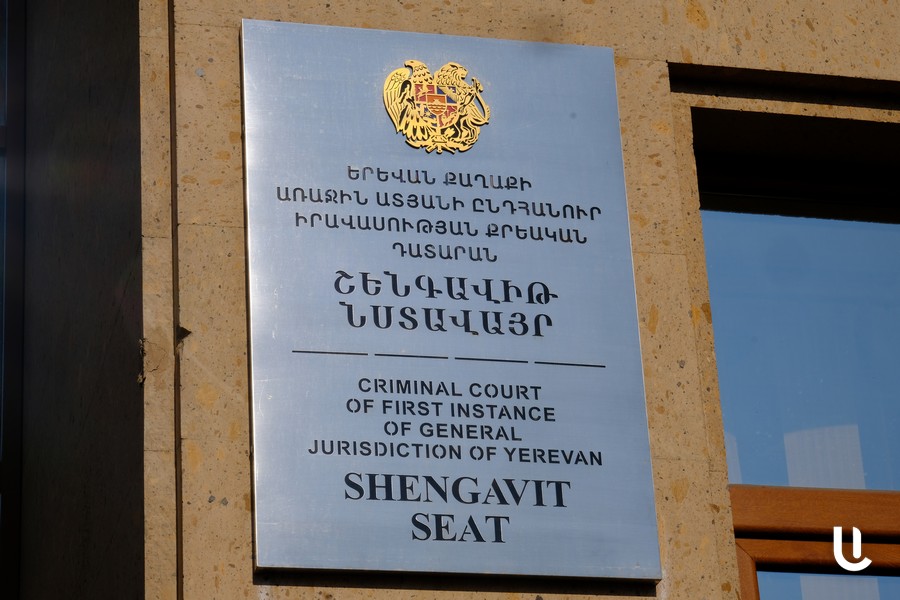 ԵՐԵՎԱՆ ՔԱՂԱՔԻ
ԱՌԱՋԻՆ ԱՏՅԱՆԻ ԸՆԴՀԱՆՈՒՐ
ԻՐԱՎԱՍՈՒԹՅԱՆ ՔՐԵԱԿԱՆ
ԴԱՏԱՐԱՆ
ՇԵՆԳԱՎԻԹ
ՆՍՏԱՎԱՅՐ
CRIMINAL COURT
OF FIRST INSTANCE
OF GENERAL
JURISDICTION OF YEREVAN
SHENGAVIT
SEAT